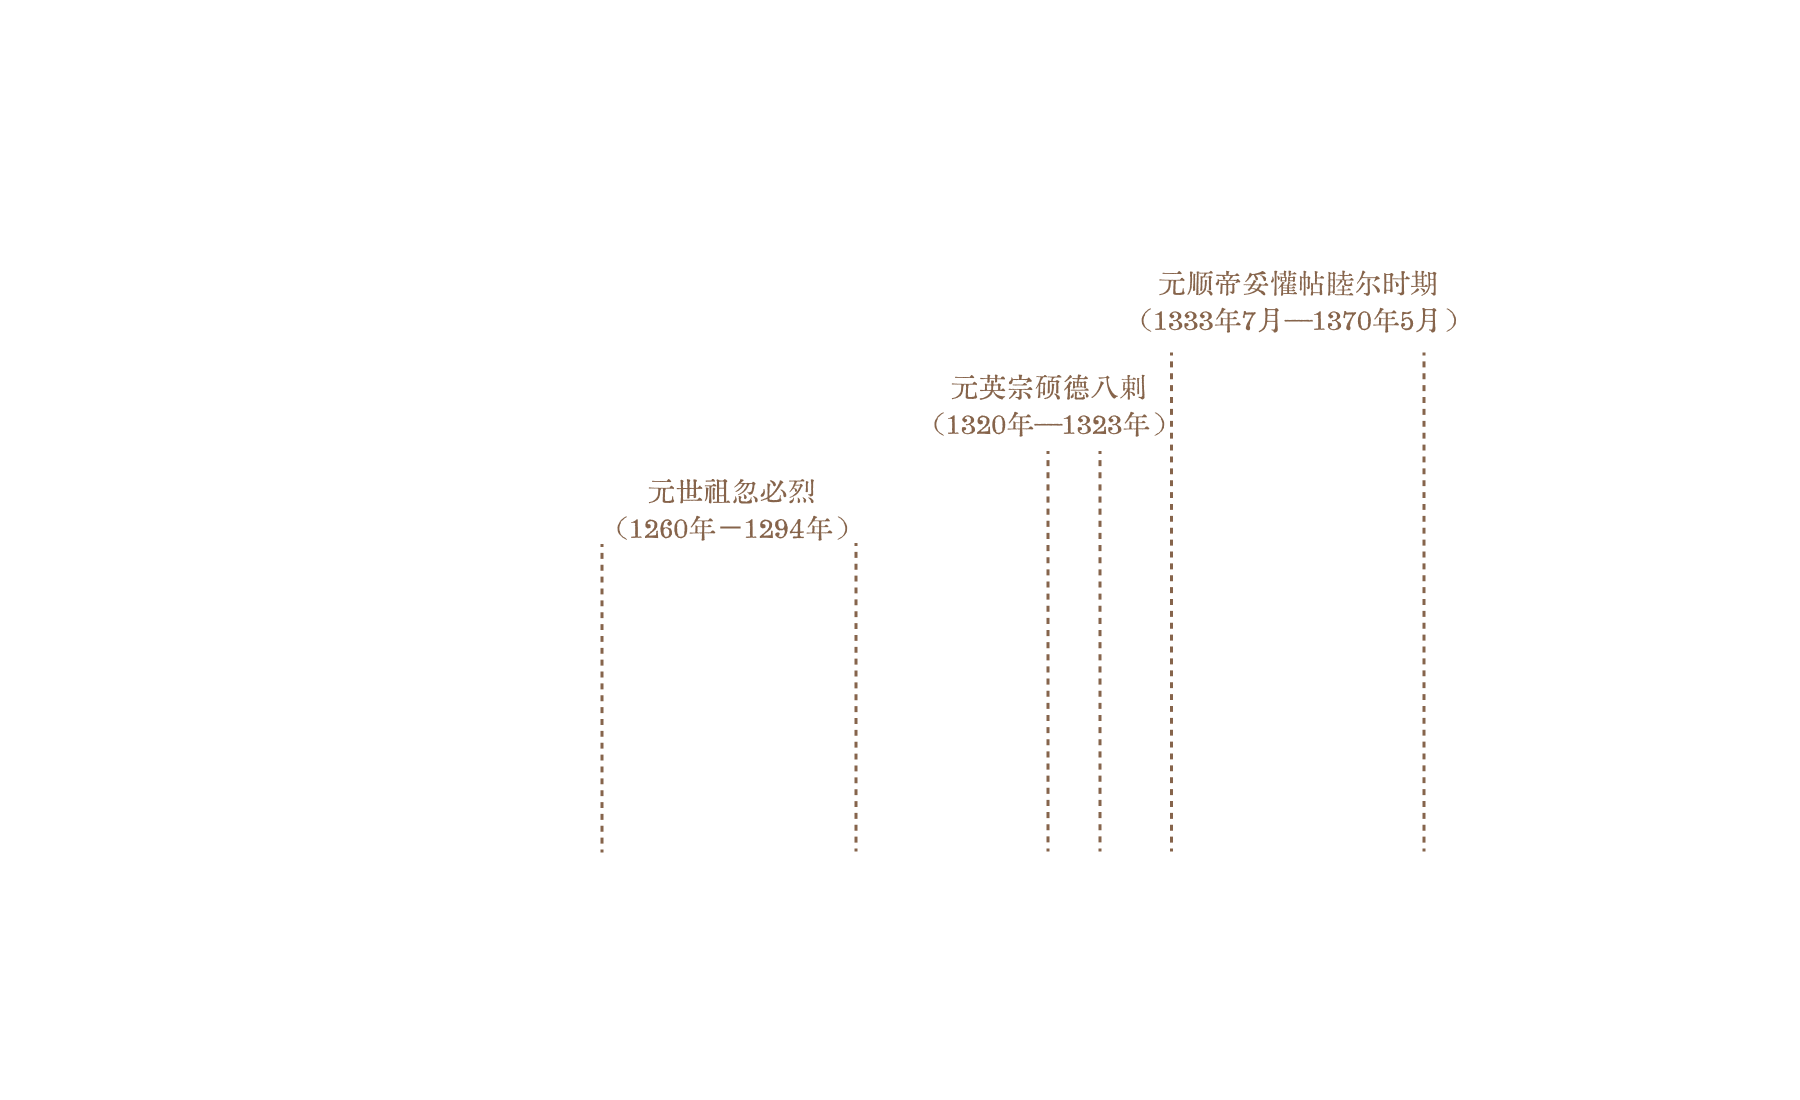 元顺帝妥懽帖睦尔时期
（1333年7月—1370年5月）
元英宗硕德八剌
（1320年—1323年）
元世祖忽必烈
（1260年－1294年）